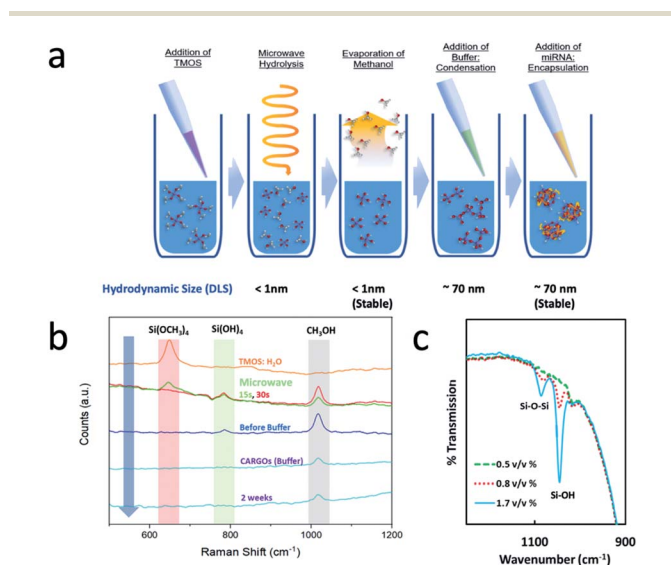 a
Addition of
TMOS
Microwave
Hydrolysis
Evaporation of
Methanol
Addition of
Buffer:
Condensation
Addition of
miRNA:
Encapsulation
Hydrodynamic Size (DLS)
< 1nm
< 1nm
(Stable)
~ 70 nm
~ 70 nm
(Stable)
b
Si(OCH₃)₄
Si(OH)₄
CH₃OH
TMOS: H₂O
Microwave
15s, 30s
Before Buffer
CARGOs (Buffer)
2 weeks
Counts (a.u.)
600
800
1000
1200
Raman Shift (cm⁻¹)
c
% Transmission
Si-O-Si
Si-OH
0.5 v/v %
0.8 v/v %
1.7 v/v %
1100
900
Wavenumber (cm⁻¹)